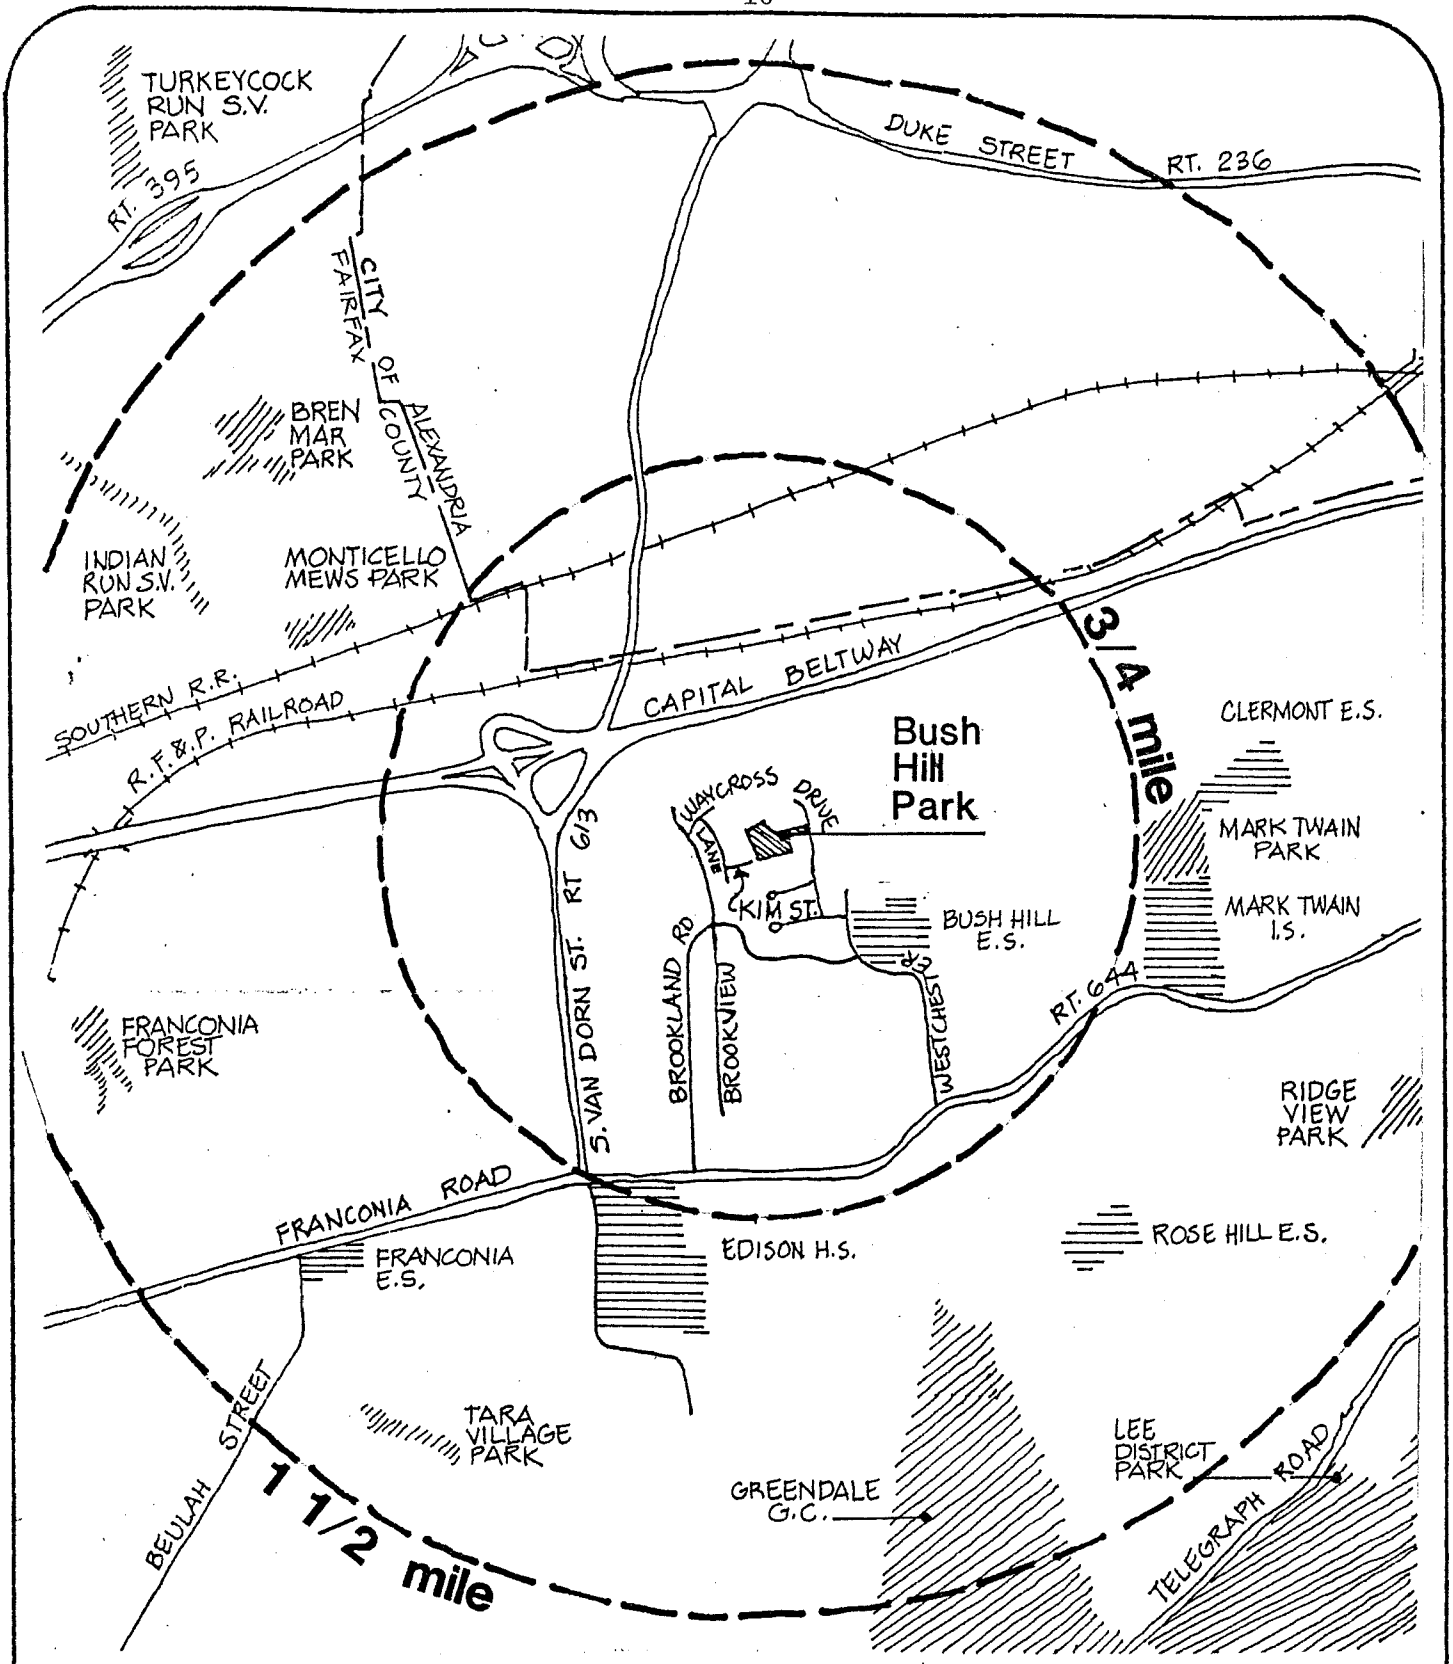 TURKEYCOCK
RUN S.V.
PARK
RT. 395
DUKE STREET
RT. 236
CITY OF ALEXANDRIA
FAIRFAX COUNTY
BREN
MAR
PARK
INDIAN
RUN S.V.
PARK
MONTICELLO
MEWS PARK
SOUTHERN R.R.
R.F.&P. RAILROAD
CAPITAL BELTWAY
3/4 mile
CLERMONT E.S.
Bush
Hill
Park
WAYCROSS
LANE
DRIVE
MARK TWAIN
PARK
MARK TWAIN
I.S.
KIM ST.
BUSH HILL
E.S.
S. VAN DORN ST. RT 613
BROOKLAND RD
BROOKVIEW
WESTCHEST
RT. 644
FRANCONIA
FOREST
PARK
RIDGE
VIEW
PARK
FRANCONIA ROAD
FRANCONIA
E.S.
EDISON H.S.
ROSE HILL E.S.
BEULAH STREET
TARA
VILLAGE
PARK
GREENDALE
G.C.
LEE
DISTRICT
PARK
TELEGRAPH ROAD
1 1/2 mile